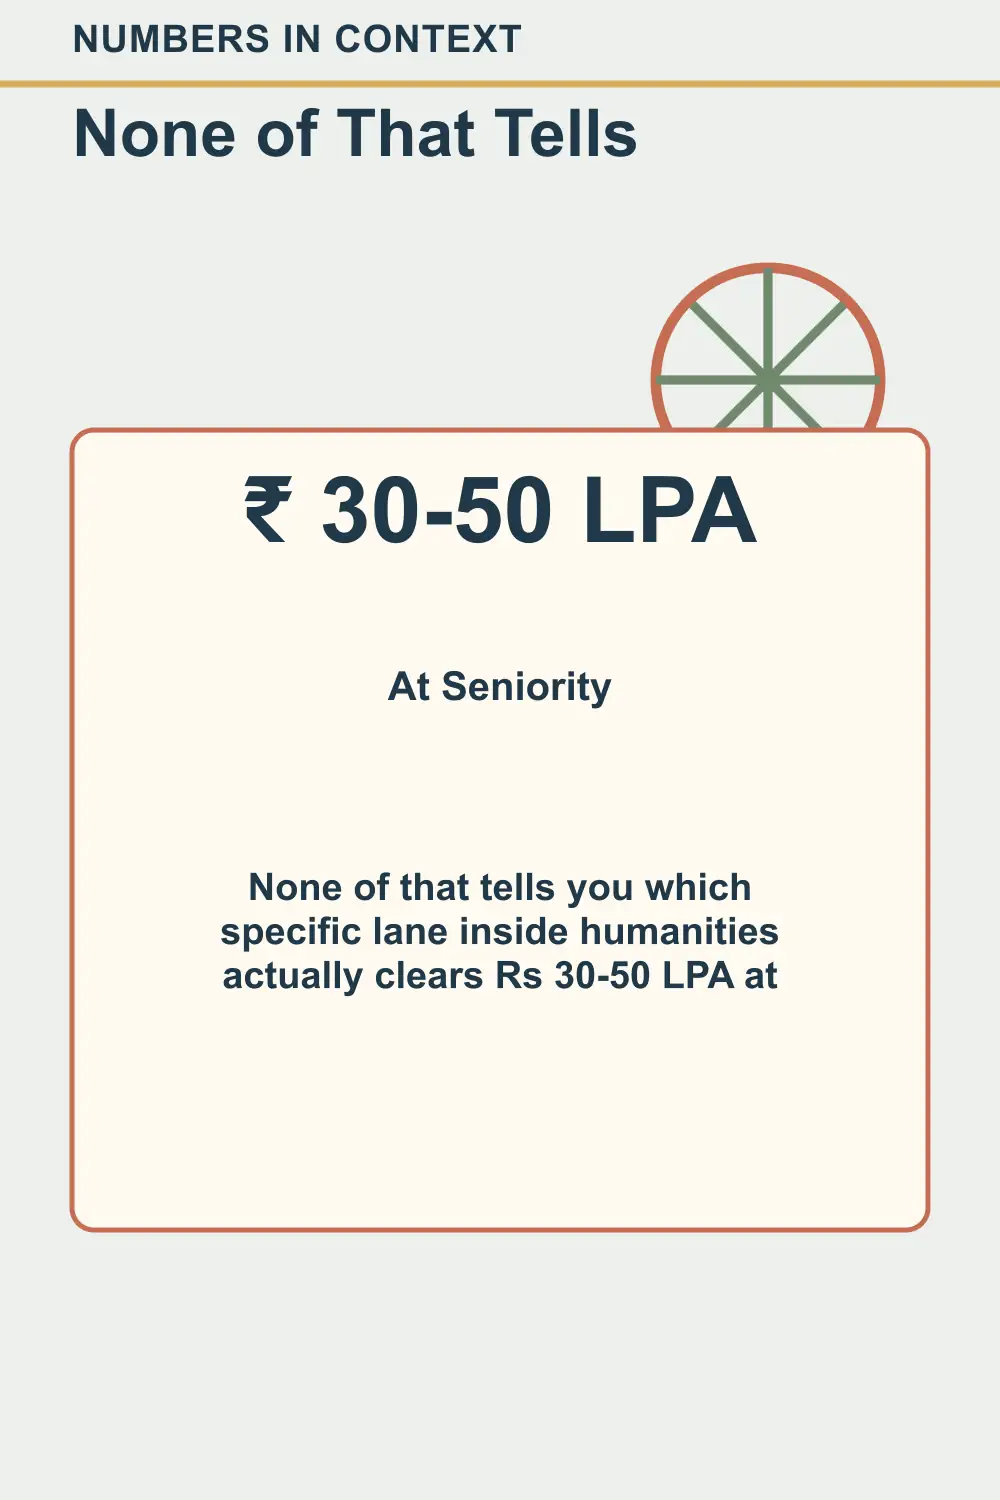 NUMBERS IN CONTEXT
None of That Tells
₹ 30-50 LPA
At Seniority
None of that tells you which
specific lane inside humanities
actually clears Rs 30-50 LPA at